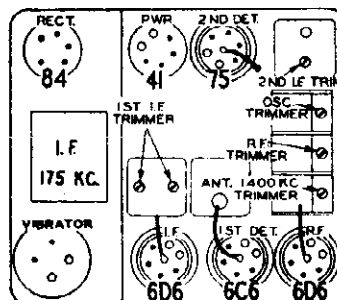 RECT.
84
PWR.
41
2ND DET.
75
2ND I.F. TRIM
1ST I.F.
TRIMMER
OSC.
TRIMMER
I.F.
175 KC.
R.F.
TRIMMER
ANT.
1400 KC
TRIMMER
VIBRATOR
I.F.
6D6
1ST DET.
6C6
R.F.
6D6